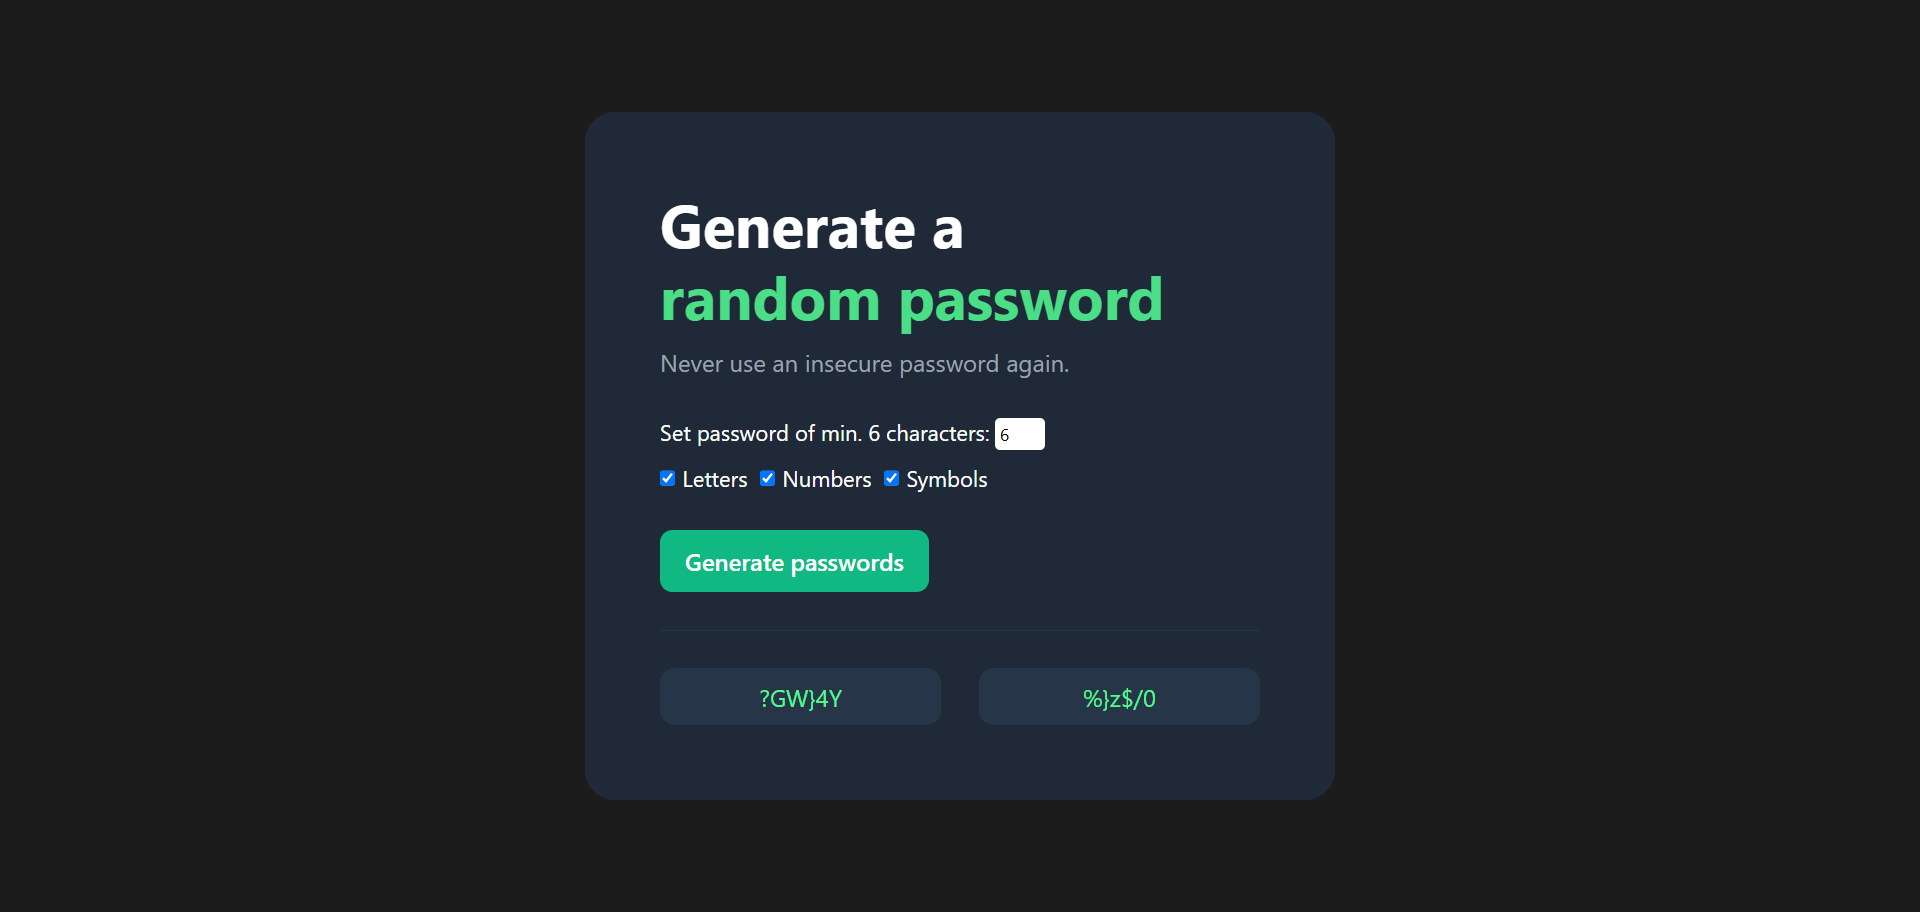 Generate a
random password
Never use an insecure password again.
Set password of min. 6 characters: 6
Letters Numbers Symbols
Generate passwords
?GW}4Y %}z$/0